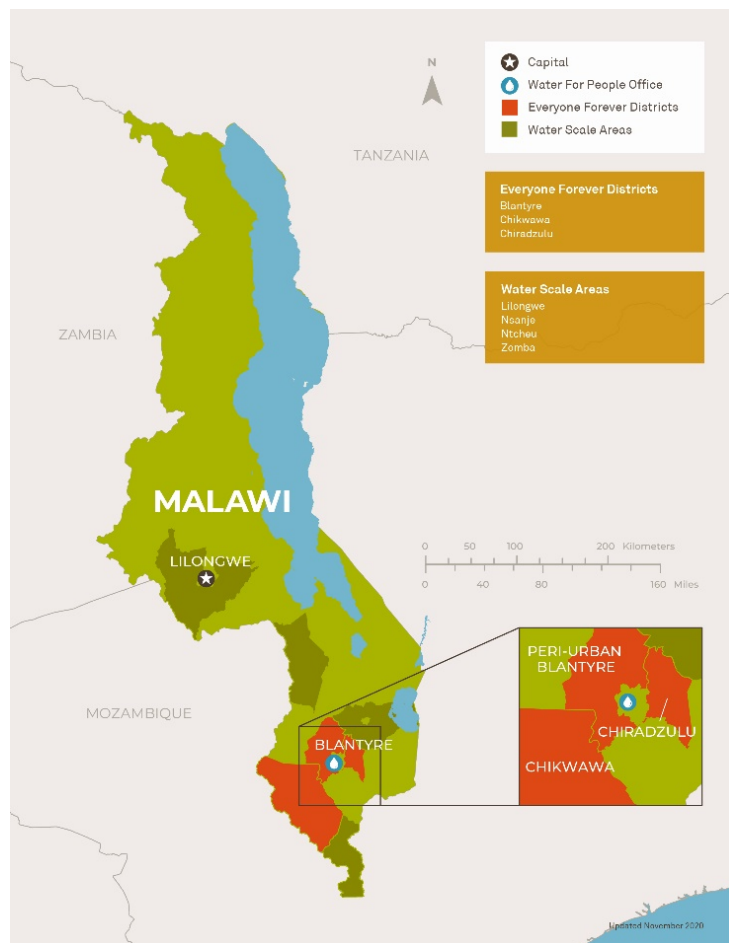 N
Capital
Water For People Office
Everyone Forever Districts
Water Scale Areas
TANZANIA
Everyone Forever Districts
Blantyre
Chikwawa
Chiradzulu
Water Scale Areas
Lilongwe
Nsanje
Ntcheu
Zomba
ZAMBIA
MALAWI
LILONGWE
0 50 100 200 Kilometers
0 40 80 160 Miles
MOZAMBIQUE
BLANTYRE
PERI-URBAN
BLANTYRE
CHIRADZULU
CHIKWAWA
Updated November 2020